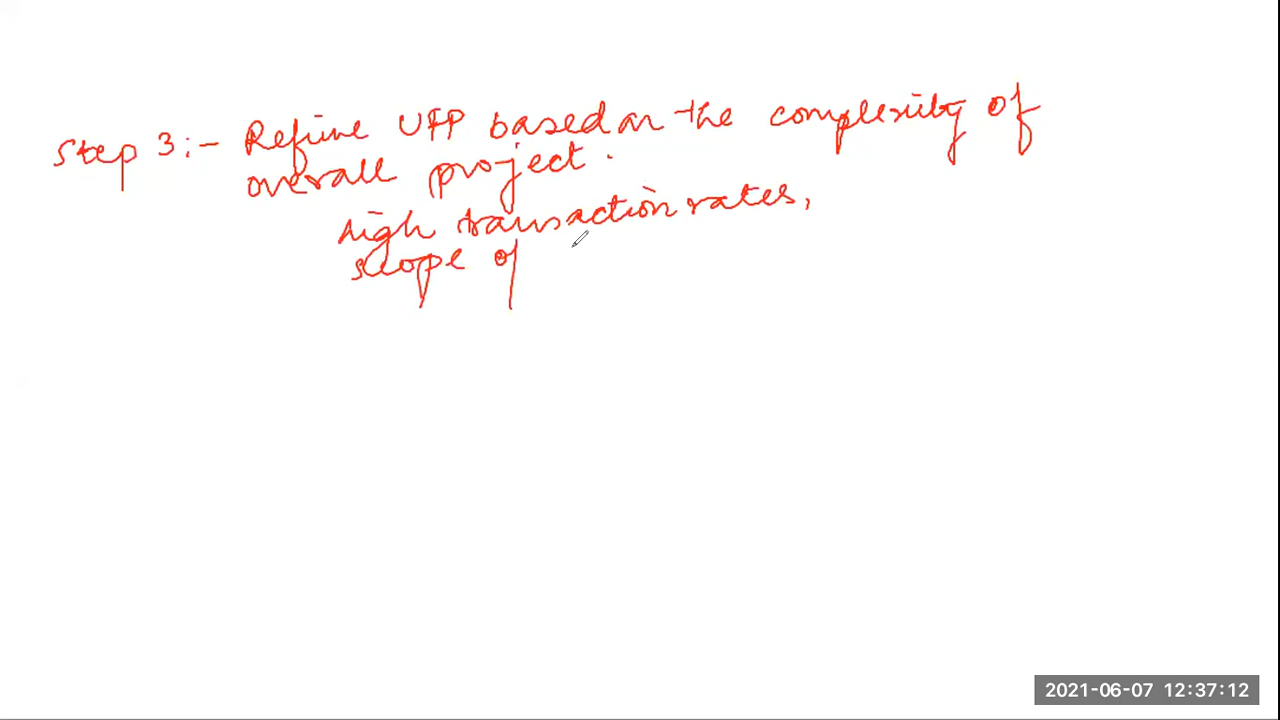 Step 3:- Refine UFP based on the complexity of
overall project.
high transaction rates,
scope of
2021-06-07 12:37:12